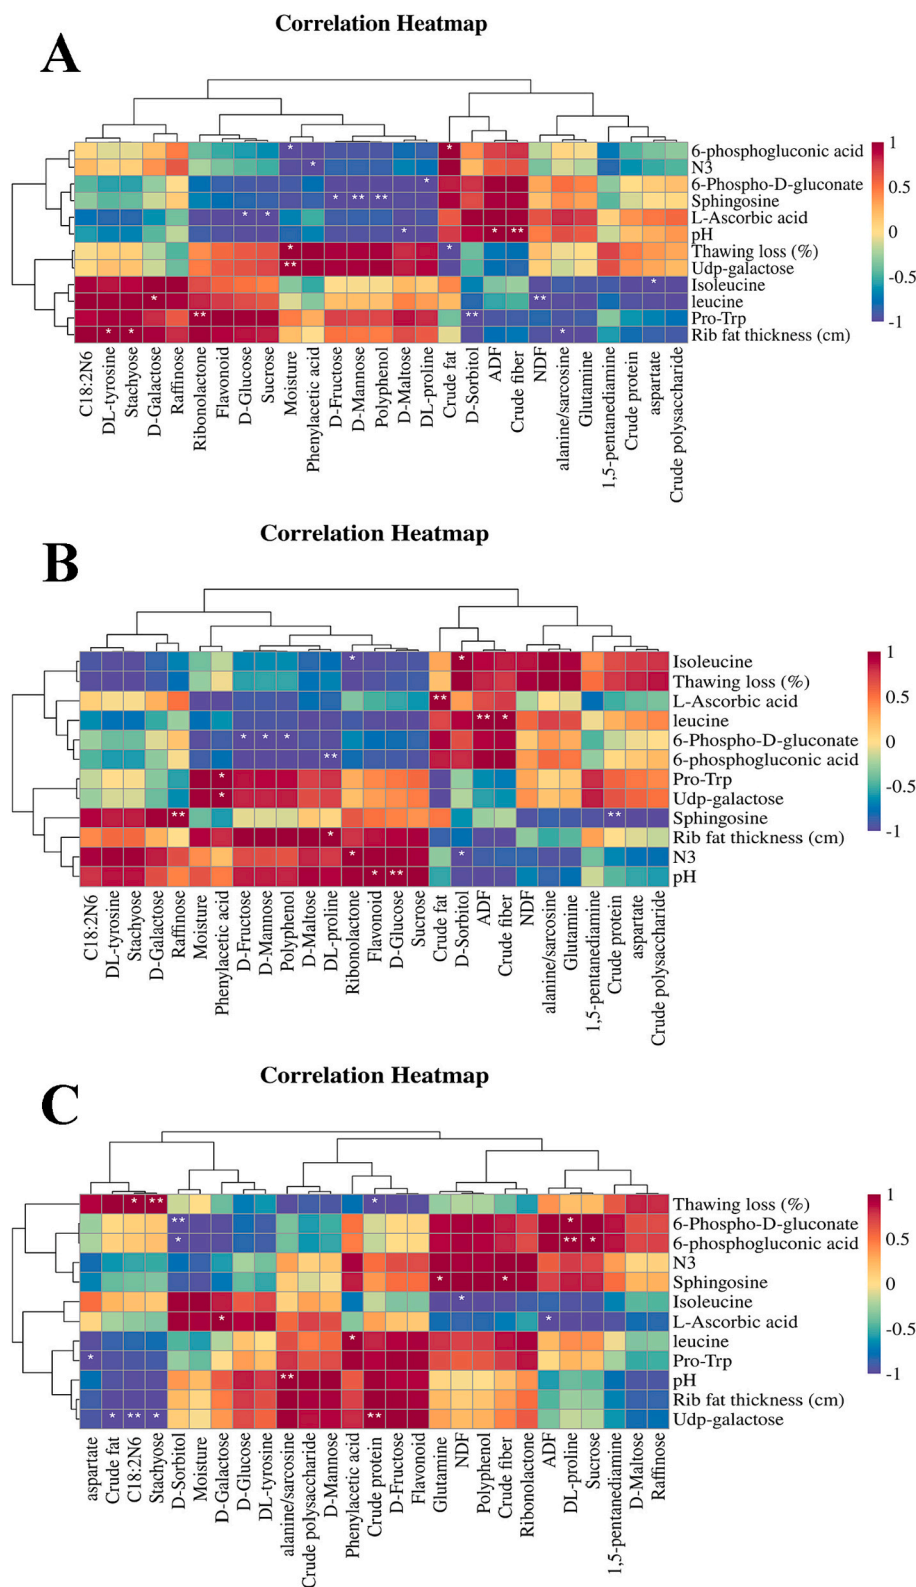 Correlation Heatmap
A
6-phosphogluconic acid
N3
6-Phospho-D-gluconate
Sphingosine
L-Ascorbic acid
pH
Thawing loss (%)
Udp-galactose
Isoleucine
leucine
Pro-Trp
Rib fat thickness (cm)
1
0.5
0
-0.5
-1
C18:2N6
DL-tyrosine
Stachyose
D-Galactose
Raffinose
Ribonolactone
Flavonoid
D-Glucose
Sucrose
Moisture
Phenylacetic acid
D-Fructose
D-Mannose
Polyphenol
D-Maltose
DL-proline
Crude fat
D-Sorbitol
ADF
Crude fiber
NDF
alanine/sarcosine
Glutamine
1,5-pentanediamine
Crude protein
aspartate
Crude polysaccharide
Correlation Heatmap
B
Isoleucine
Thawing loss (%)
L-Ascorbic acid
leucine
6-Phospho-D-gluconate
6-phosphogluconic acid
Pro-Trp
Udp-galactose
Sphingosine
Rib fat thickness (cm)
N3
pH
1
0.5
0
-0.5
-1
C18:2N6
DL-tyrosine
Stachyose
D-Galactose
Raffinose
Moisture
Phenylacetic acid
D-Fructose
D-Mannose
Polyphenol
D-Maltose
DL-proline
Ribonolactone
Flavonoid
D-Glucose
Sucrose
Crude fat
D-Sorbitol
ADF
Crude fiber
NDF
alanine/sarcosine
Glutamine
1,5-pentanediamine
Crude protein
aspartate
Crude polysaccharide
Correlation Heatmap
C
Thawing loss (%)
6-Phospho-D-gluconate
6-phosphogluconic acid
N3
Sphingosine
Isoleucine
L-Ascorbic acid
leucine
Pro-Trp
pH
Rib fat thickness (cm)
Udp-galactose
1
0.5
0
-0.5
-1
aspartate
Crude fat
C18:2N6
Stachyose
D-Sorbitol
Moisture
D-Galactose
D-Glucose
DL-tyrosine
alanine/sarcosine
Crude polysaccharide
D-Mannose
Phenylacetic acid
Crude protein
D-Fructose
Flavonoid
Glutamine
NDF
Polyphenol
Crude fiber
Ribonolactone
ADF
DL-proline
Sucrose
1,5-pentanediamine
D-Maltose
Raffinose